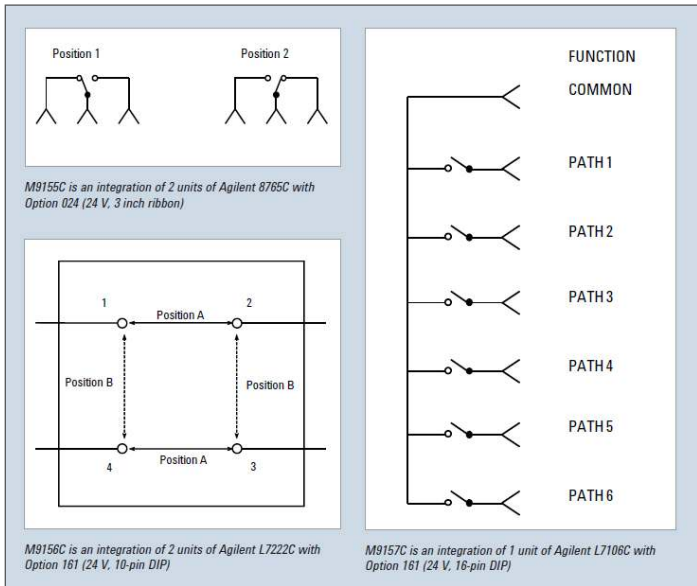 Position 1
Position 2
M9155C is an integration of 2 units of Agilent 8765C with
Option 024 (24 V, 3 inch ribbon)
1
2
Position A
Position B
Position B
Position A
4
3
M9156C is an integration of 2 units of Agilent L7222C with
Option 161 (24 V, 10-pin DIP)
FUNCTION
COMMON
PATH 1
PATH 2
PATH 3
PATH 4
PATH 5
PATH 6
M9157C is an integration of 1 unit of Agilent L7106C with
Option 161 (24 V, 16-pin DIP)